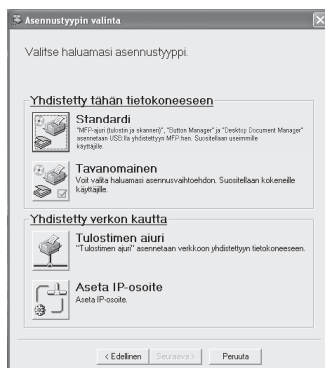 Asennustyypin valinta
Valitse haluamasi asennustyyppi.
Yhdistetty tähän tietokoneeseen
Standardi
"MFP-ajuri (tulostin ja skanneri)", "Button Manager" ja "Desktop Document Manager"
asennetaan USB:llä yhdistettyyn MFP:hen. Suositellaan useimmille
käyttäjille.
Tavanomainen
Voit valita haluamasi asennusvaihtoehdon. Suositellaan kokeneille
käyttäjille.
Yhdistetty verkon kautta
Tulostimen ajuri
"Tulostimen ajuri" asennetaan verkkoon yhdistettyyn tietokoneeseen.
Aseta IP-osoite
Aseta IP-osoite.
< Edellinen
Seuraava >
Peruuta